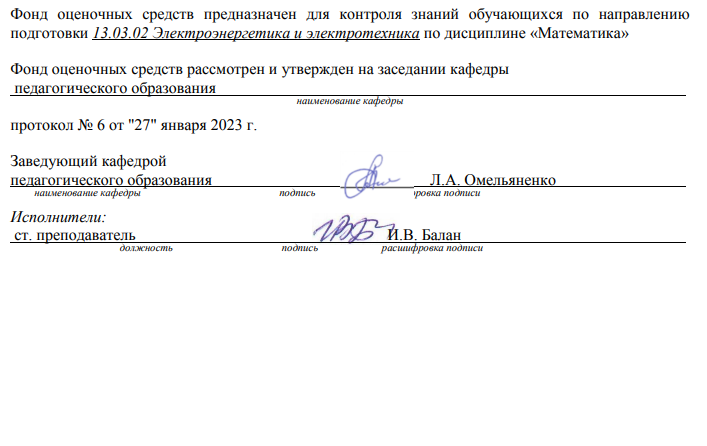 Фонд оценочных средств предназначен для контроля знаний обучающихся по направлению
подготовки 13.03.02 Электроэнергетика и электротехника по дисциплине «Математика»
Фонд оценочных средств рассмотрен и утвержден на заседании кафедры
педагогического образования
наименование кафедры
протокол № 6 от "27" января 2023 г.
Заведующий кафедрой
педагогического образования Л.А. Омельяненко
наименование кафедры подпись ровка подписи
Исполнители:
ст. преподаватель И.В. Балан
должность подпись расшифровка подписи